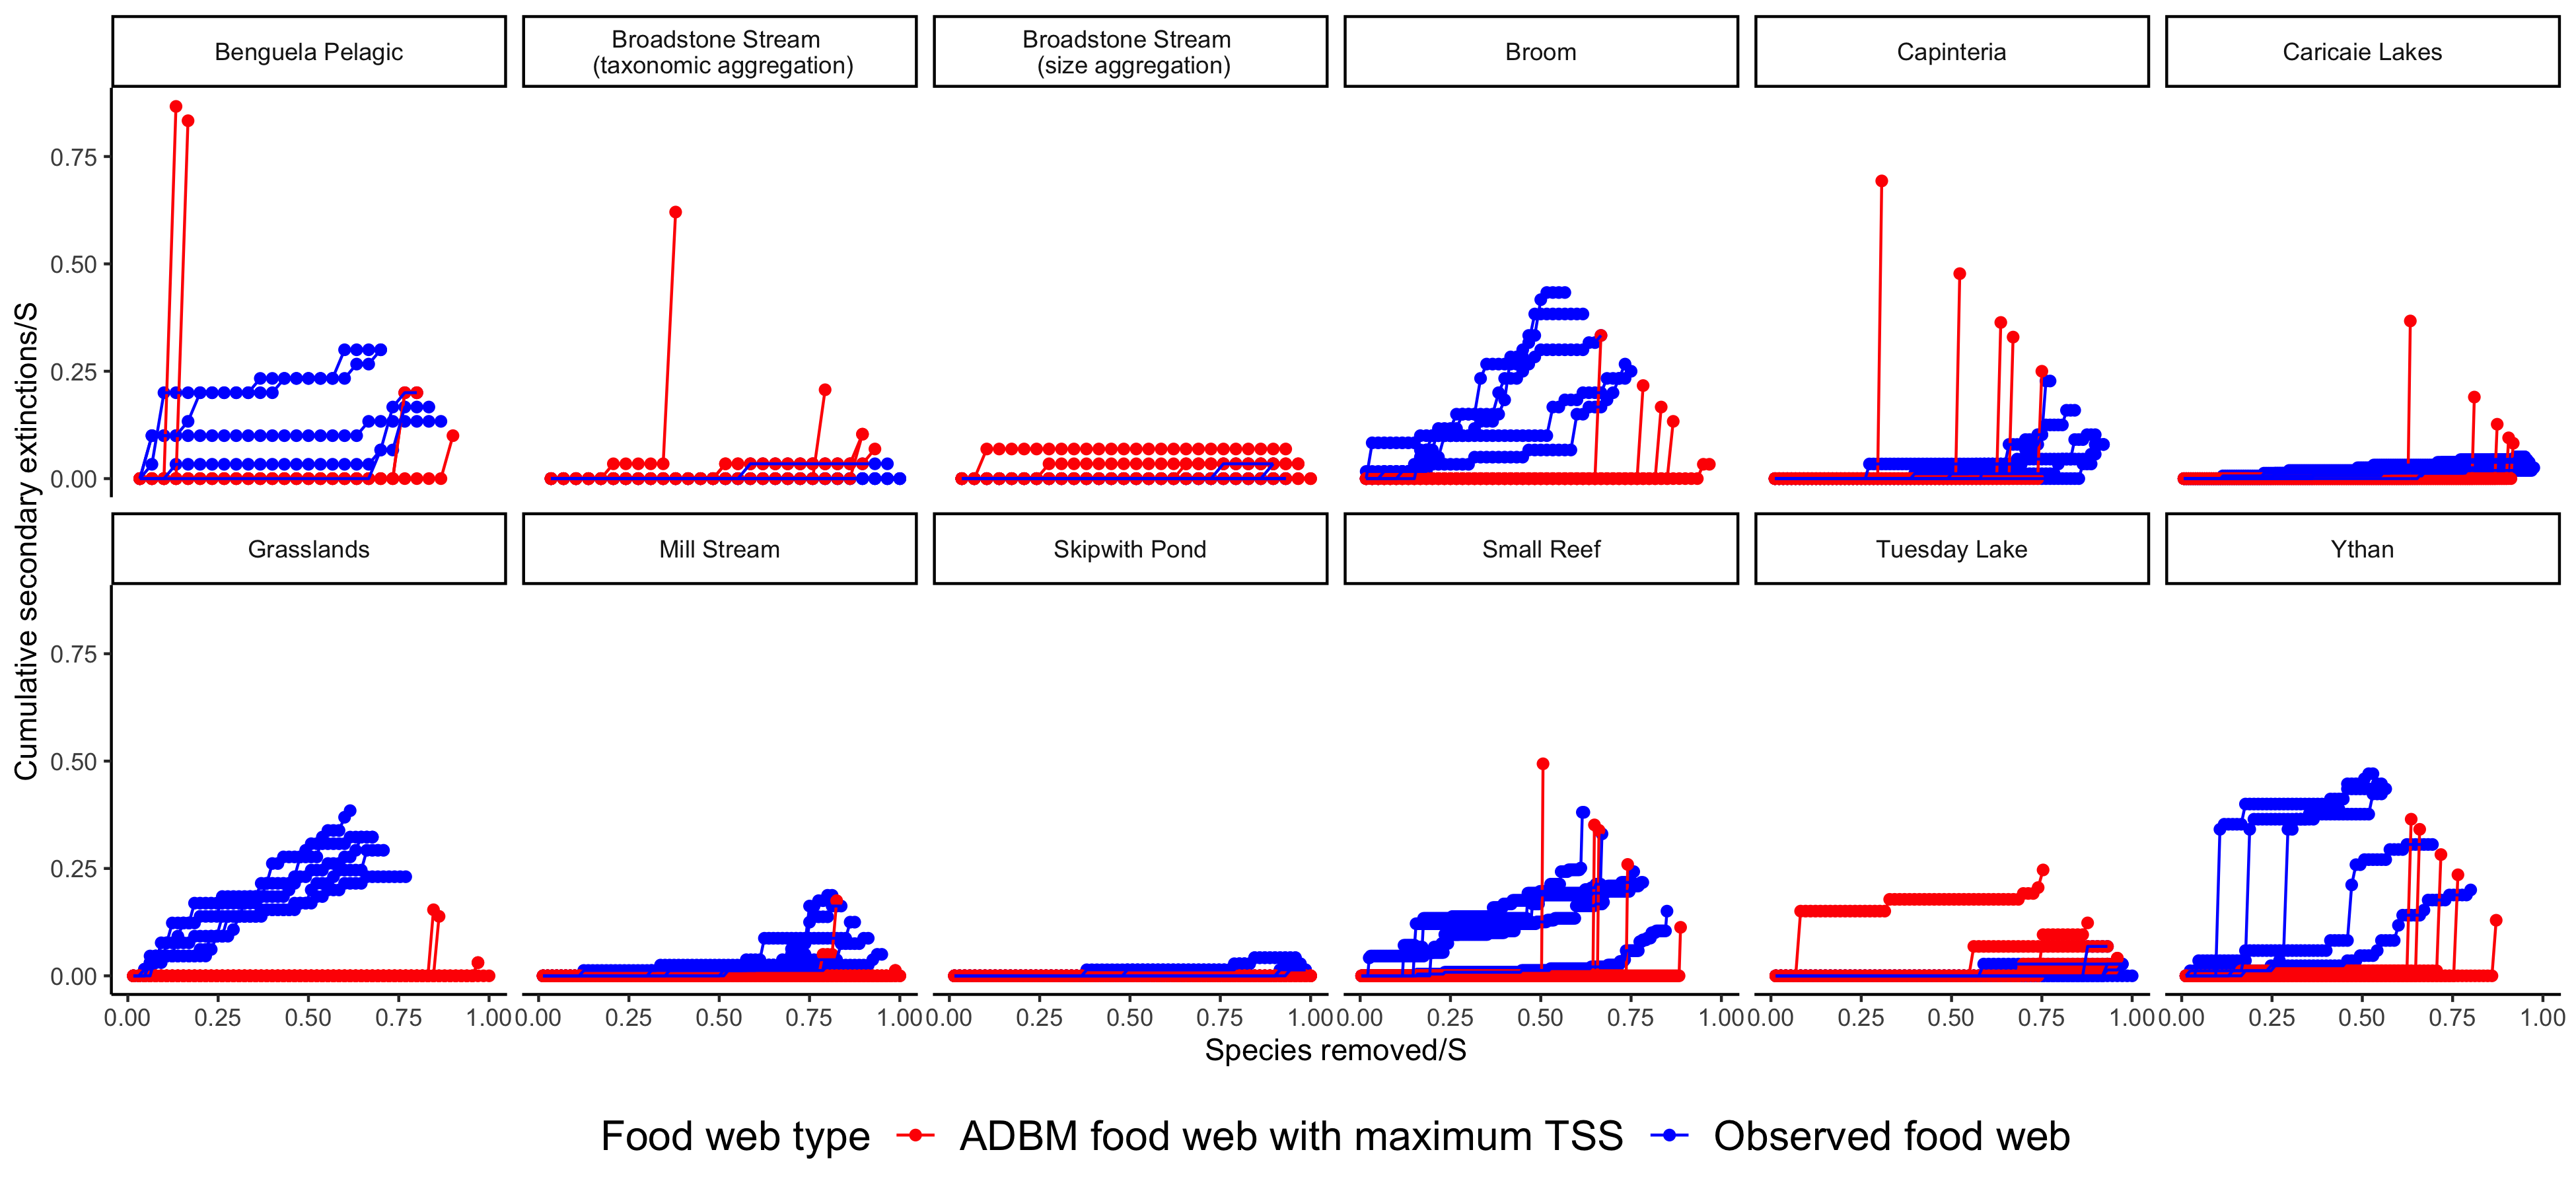 Benguela Pelagic
Broadstone Stream
(taxonomic aggregation)
Broadstone Stream
(size aggregation)
Broom
Capinteria
Caricaie Lakes
0.75
0.50
0.25
0.00
Cumulative secondary extinctions/S
Grasslands
Mill Stream
Skipwith Pond
Small Reef
Tuesday Lake
Ythan
0.75
0.50
0.25
0.00
0.00 0.25 0.50 0.75 1.00 0.00 0.25 0.50 0.75 1.00 0.00 0.25 0.50 0.75 1.00 0.00 0.25 0.50 0.75 1.00 0.00 0.25 0.50 0.75 1.00 0.00 0.25 0.50 0.75 1.00
Species removed/S
Food web type ADBM food web with maximum TSS Observed food web